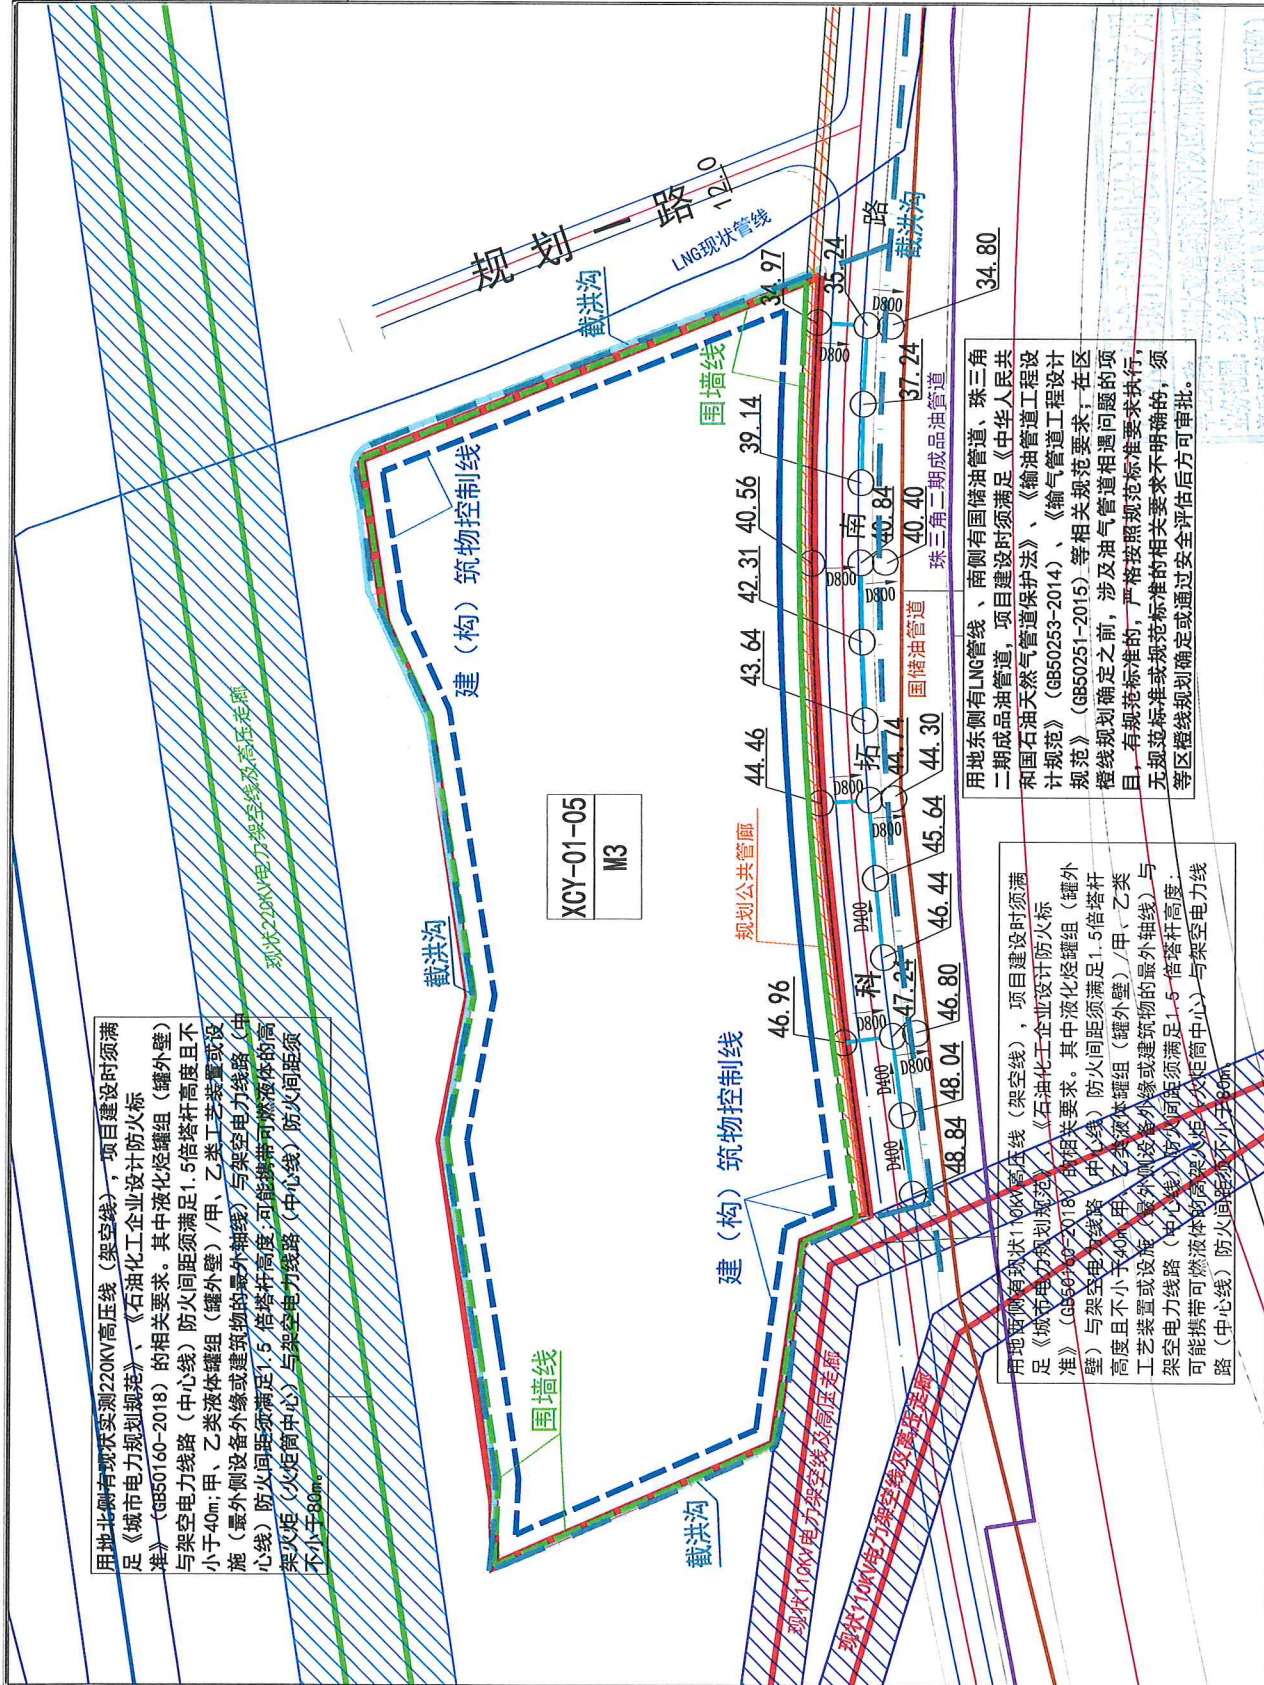 用地北侧有现状实测220KV高压线（架空线），项目建设时须满
足《城市电力规划规范》、《石油化工企业设计防火标
准》（GB50160-2018）的相关要求。其中液化烃罐组（罐外壁）
与架空电力线路（中心线）防火间距须满足1.5倍塔杆高度且不
小于40m;甲、乙类液体罐组（罐外壁）/甲、乙类工艺装置或设
施（最外侧设备外缘或建筑物的最外轴线）与架空电力线路（中
心线）防火间距须满足1.5 倍塔杆高度;可能携带可燃液体的高
架火炬（火炬筒中心）与架空电力线路（中心线）防火间距须
不小于80m。
现状220KV电力架空线及高压走廊
截洪沟
围墙线
建（构）筑物控制线
截洪沟
规划一路
12.0
LNG现状管线
XCY-01-05
M3
围墙线
截洪沟
建（构）筑物控制线
规划公共管廊
46.96
44.46
43.64
42.31
40.56
39.14
34.97
35.24
科拓南路
截洪沟
D800
D800
D800
D800
D800
D800
D800
D800
D400
D400
D400
48.84
48.04
46.80
47.24
46.44
45.64
44.30
44.74
40.40
40.84
37.24
34.80
国储油管道
珠三角二期成品油管道
现状110KV电力架空线及高压走廊
现状110KV电力架空线及高压走廊
用地西侧有现状110KV高压线（架空线），项目建设时须满
足《城市电力规划规范》、《石油化工企业设计防火标
准》（GB50160-2018）的相关要求。其中液化烃罐组（罐外
壁）与架空电力线路（中心线）防火间距须满足1.5倍塔杆
高度且不小于40m;甲、乙类液体罐组（罐外壁）/甲、乙类
工艺装置或设施（最外侧设备外缘或建筑物的最外轴线）与
架空电力线路（中心线）防火间距须满足1.5 倍塔杆高度;
可能携带可燃液体的高架火炬（火炬筒中心）与架空电力线
路（中心线）防火间距须不小于80m。
用地东侧有LNG管线、南侧有国储油管道、珠三角
二期成品油管道，项目建设时须满足《中华人民共
和国石油天然气管道保护法》、《输油管道工程设
计规范》（GB50253-2014）、《输气管道工程设计
规范》（GB50251-2015）等相关规范要求；在区
橙线规划确定之前，涉及油气管道相遇问题的项
目，有规范标准的，严格按照规范标准要求执行，
无规范标准或规范标准的相关要求不明确的，须
等区橙线规划确定或通过安全评估后方可审批。